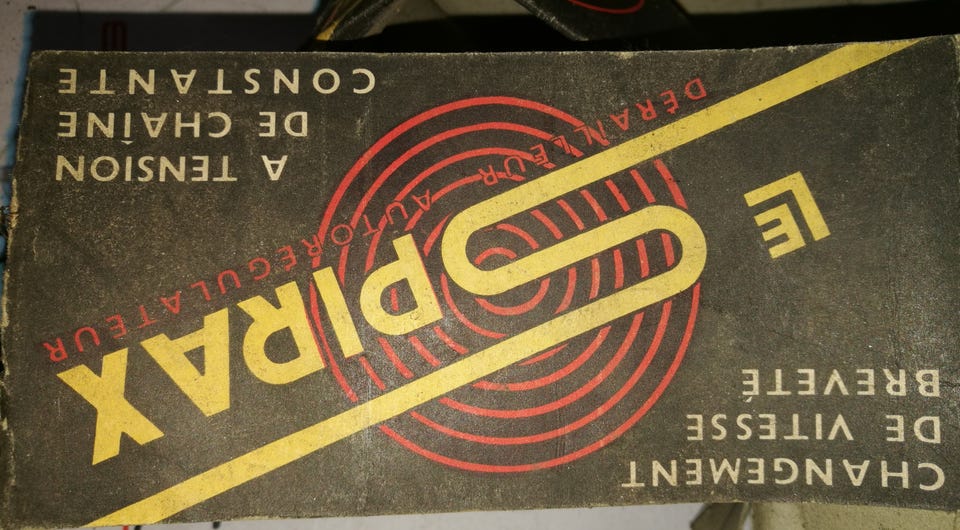 CHANGEMENT
DE VITESSE
BREVETÉ
LE
SPIRAX
DÉRAILLEUR AUTORÉGULATEUR
A TENSION
DE CHAÎNE
CONSTANTE